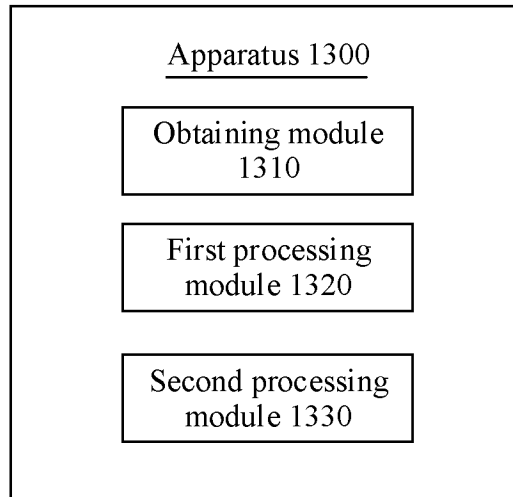 Apparatus 1300
Obtaining module
1310
First processing
module 1320
Second processing
module 1330